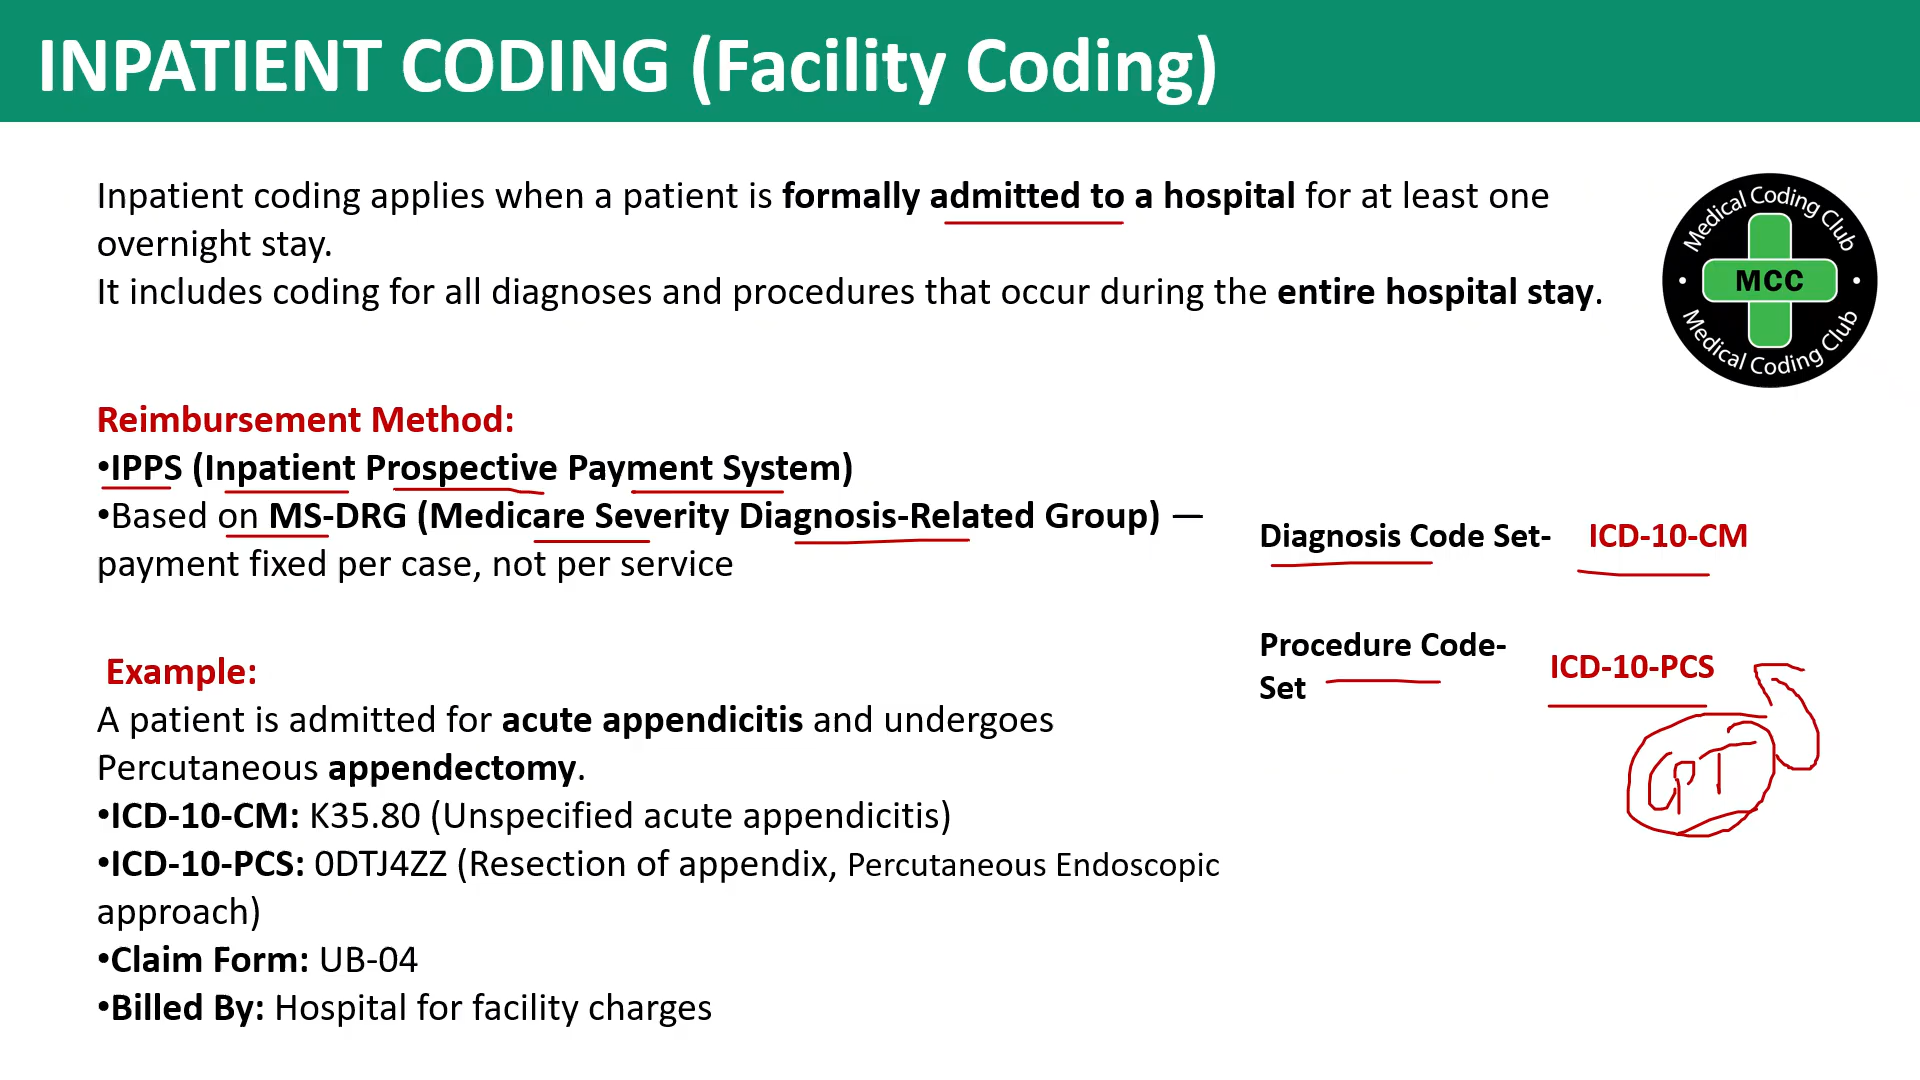 INPATIENT CODING (Facility Coding)
Inpatient coding applies when a patient is formally admitted to a hospital for at least one
overnight stay.
It includes coding for all diagnoses and procedures that occur during the entire hospital stay.
Medical Coding Club
MCC
Medical Coding Club
Reimbursement Method:
•IPPS (Inpatient Prospective Payment System)
•Based on MS-DRG (Medicare Severity Diagnosis-Related Group) —
payment fixed per case, not per service
Diagnosis Code Set- ICD-10-CM
Procedure Code-
Set
ICD-10-PCS
CPT
Example:
A patient is admitted for acute appendicitis and undergoes
Percutaneous appendectomy.
•ICD-10-CM: K35.80 (Unspecified acute appendicitis)
•ICD-10-PCS: 0DTJ4ZZ (Resection of appendix, Percutaneous Endoscopic
approach)
•Claim Form: UB-04
•Billed By: Hospital for facility charges